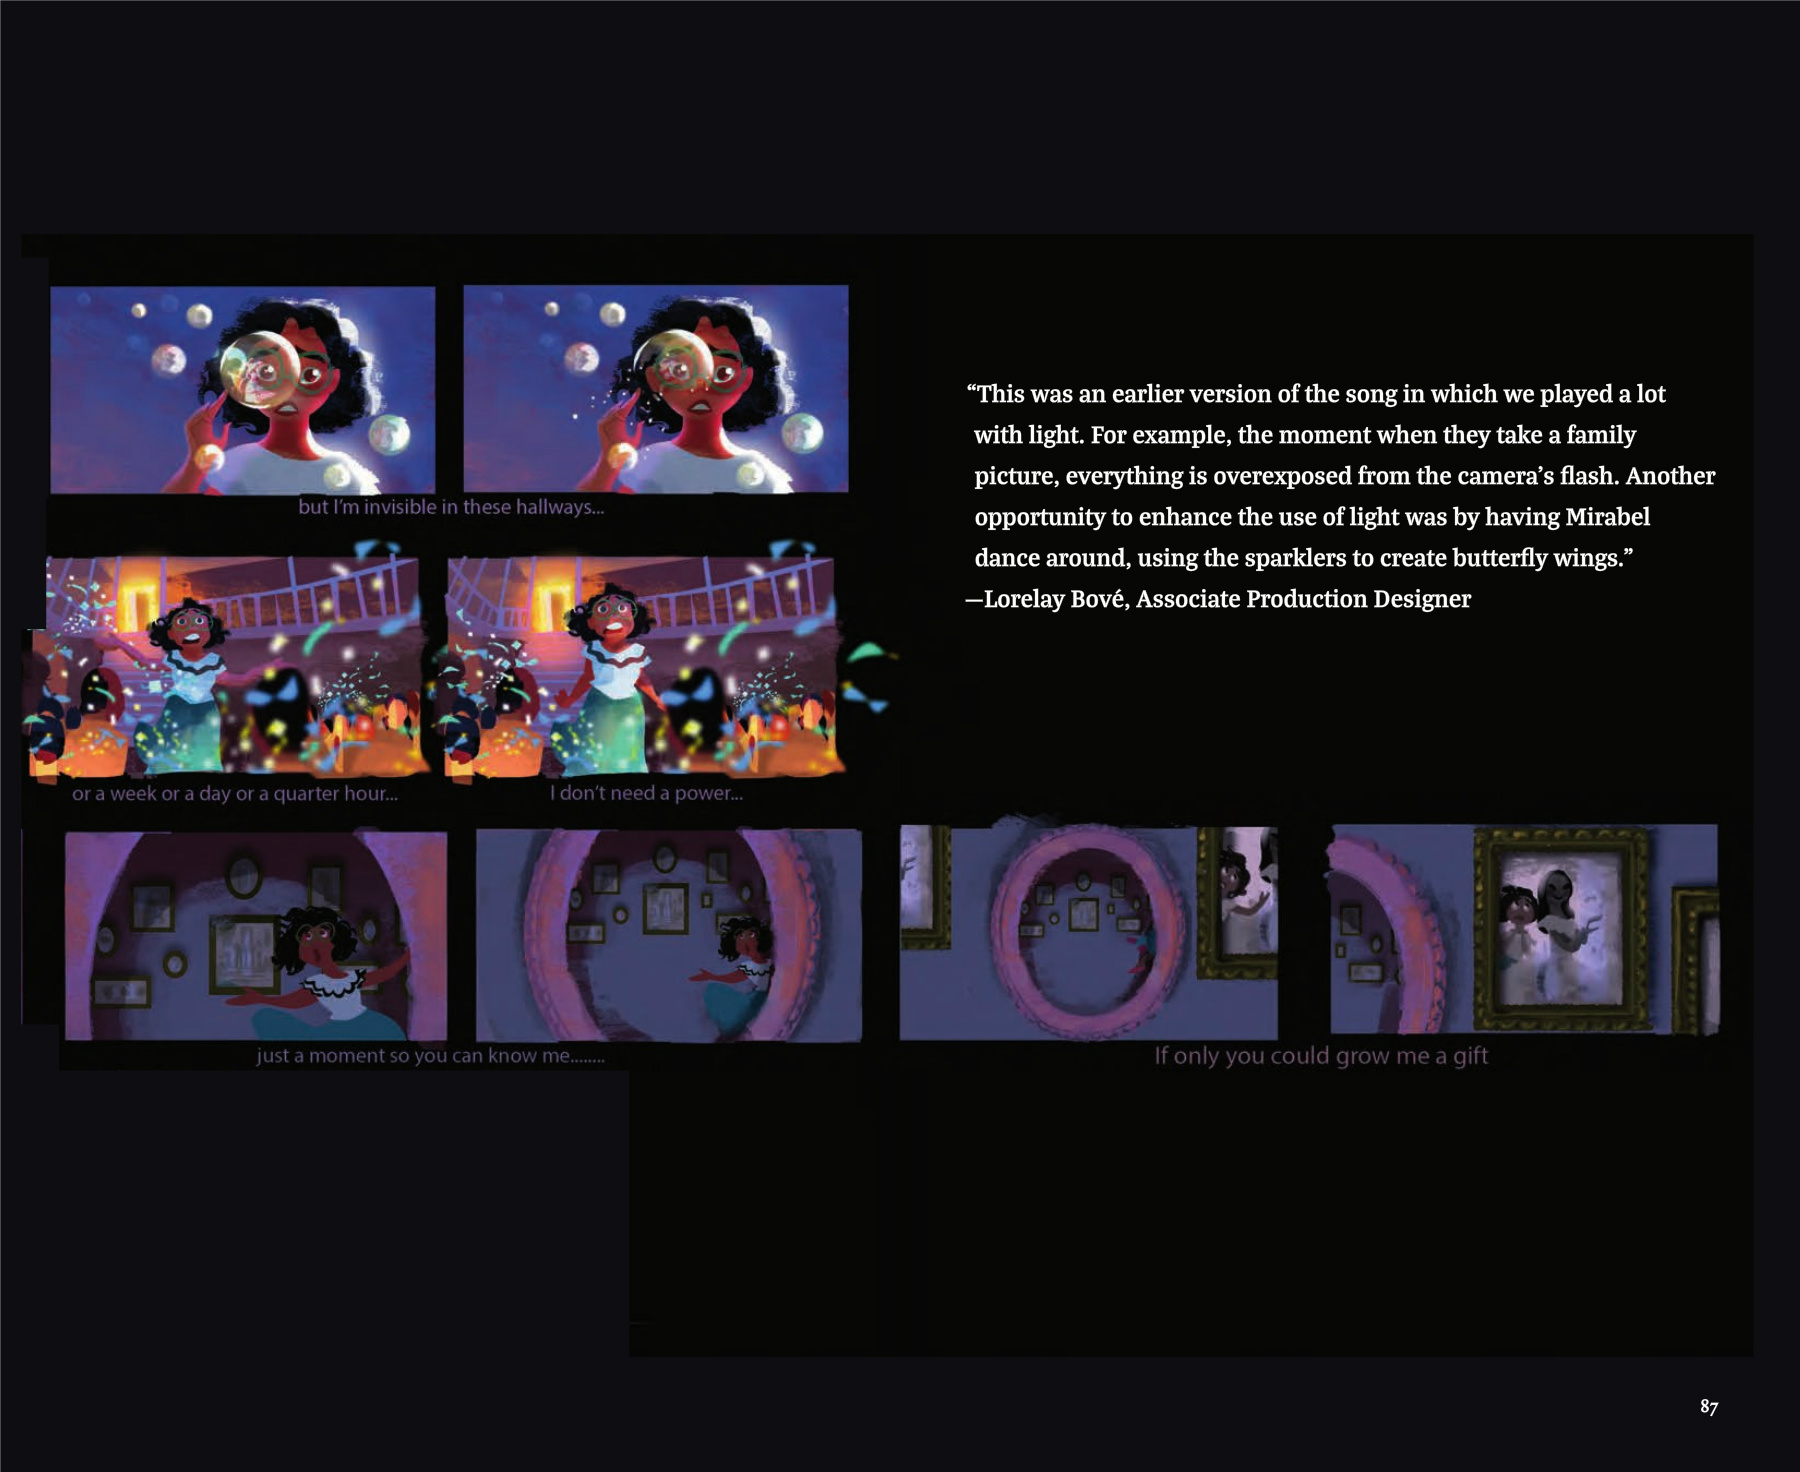 but I'm invisible in these hallways...
“This was an earlier version of the song in which we played a lot
with light. For example, the moment when they take a family
picture, everything is overexposed from the camera’s flash. Another
opportunity to enhance the use of light was by having Mirabel
dance around, using the sparklers to create butterfly wings.”
—Lorelay Bové, Associate Production Designer
or a week or a day or a quarter hour...
I don't need a power...
just a moment so you can know me........
If only you could grow me a gift
87